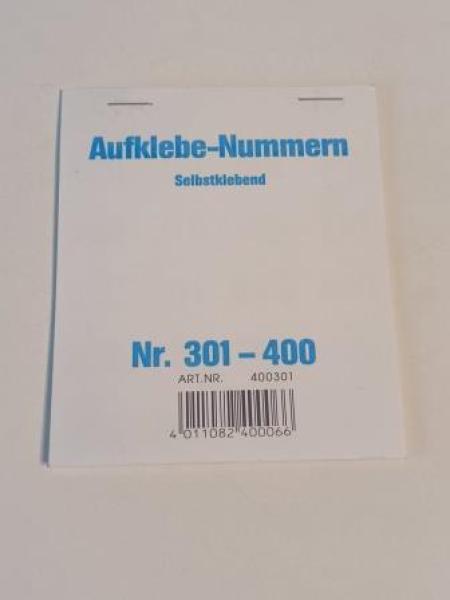 Aufklebe-Nummern
Selbstklebend
Nr. 301 – 400
ART.NR. 400301
4 011082 400066